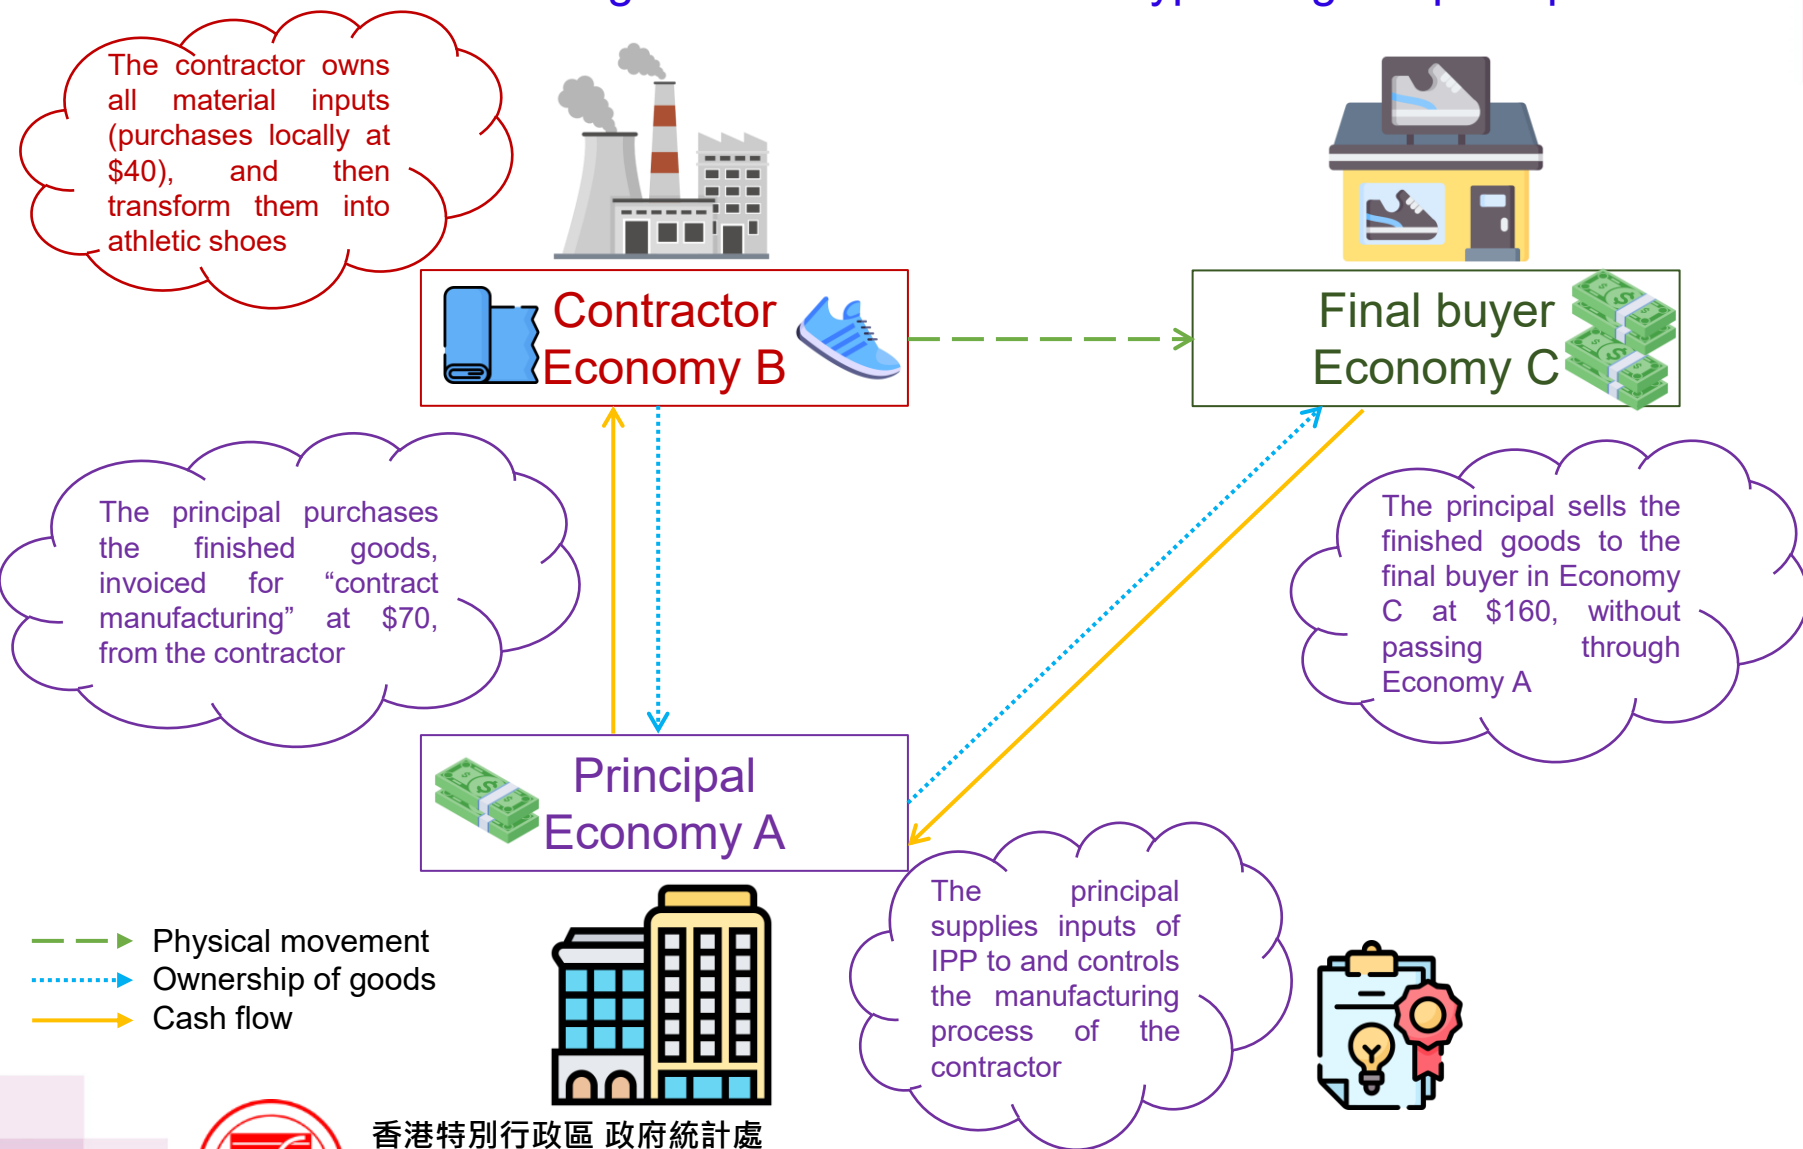 The contractor owns
all material inputs
(purchases locally at
$40), and then
transform them into
athletic shoes
Contractor
Economy B
Final buyer
Economy C
The principal purchases
the finished goods,
invoiced for “contract
manufacturing” at $70,
from the contractor
The principal sells the
finished goods to the
final buyer in Economy
C at $160, without
passing through
Economy A
Principal
Economy A
The principal
supplies inputs of
IPP to and controls
the manufacturing
process of the
contractor
Physical movement
Ownership of goods
Cash flow
香港特別行政區 政府統計處